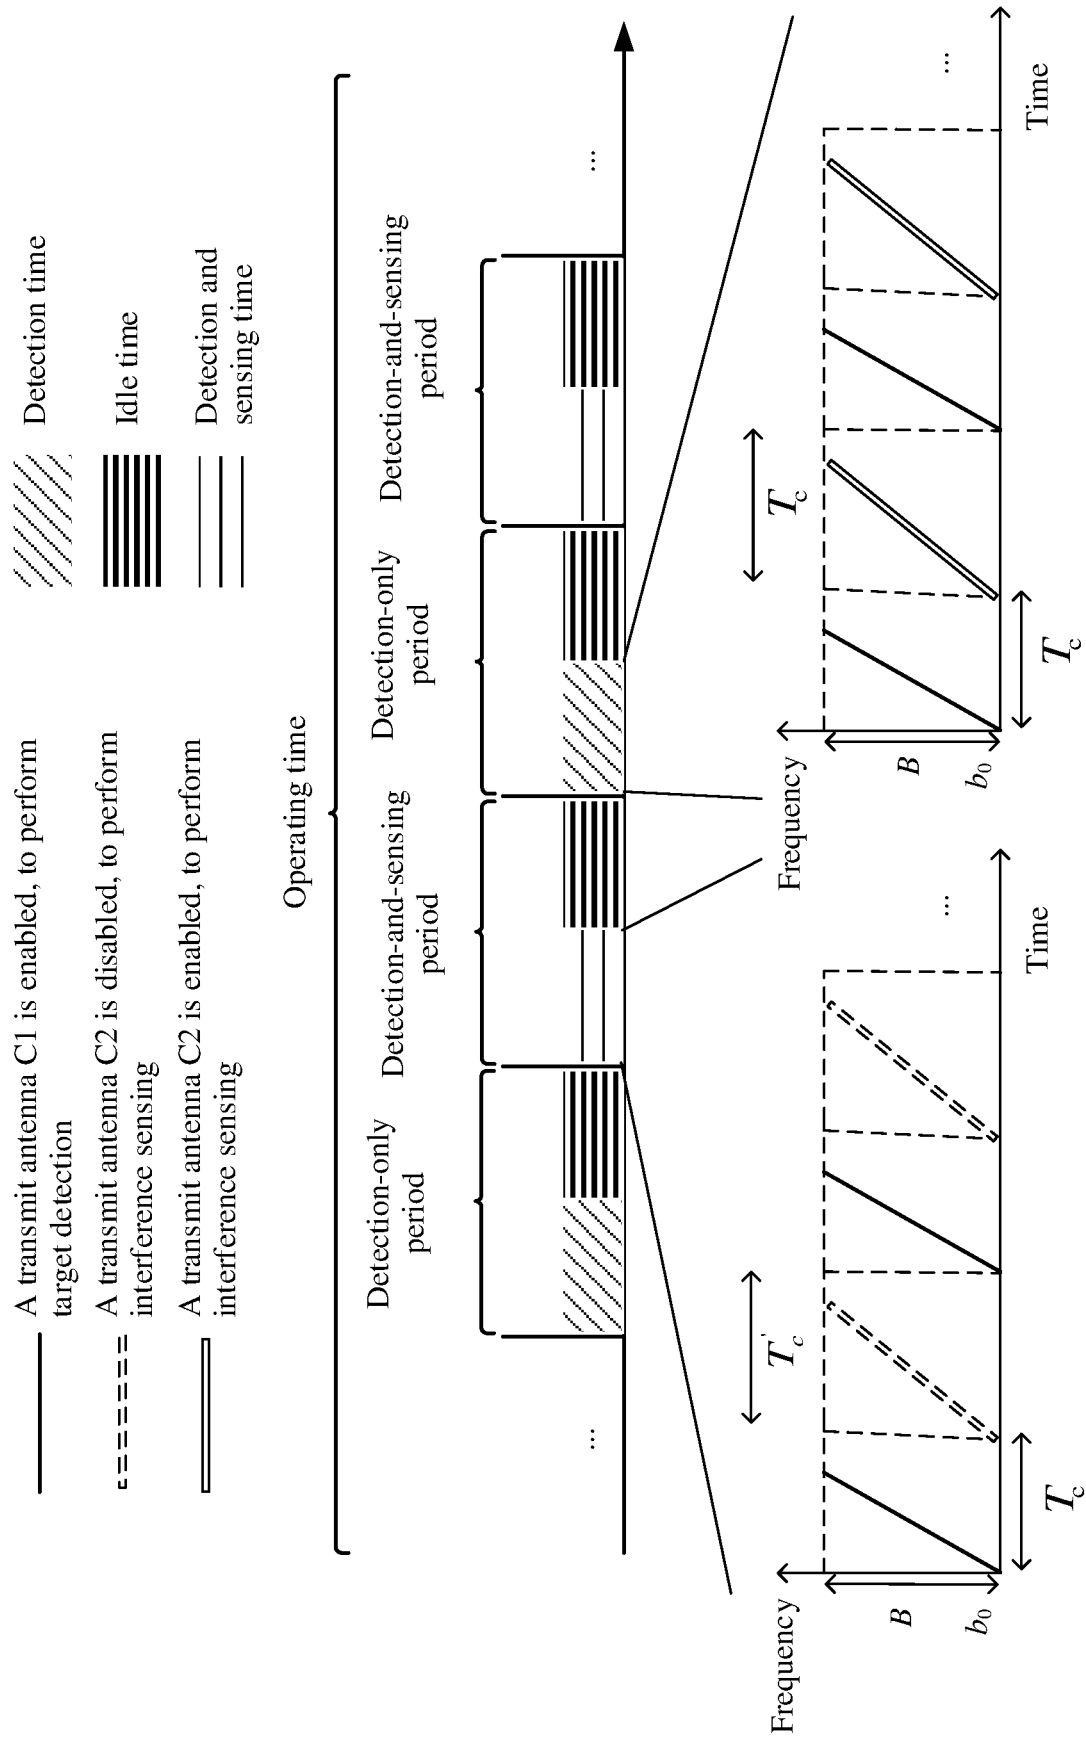 A transmit antenna C1 is enabled, to perform
target detection
A transmit antenna C2 is disabled, to perform
interference sensing
A transmit antenna C2 is enabled, to perform
interference sensing
Detection time
Idle time
Detection and
sensing time
Operating time
Detection-only
period
Detection-and-sensing
period
Detection-only
period
Detection-and-sensing
period
...
...
Frequency
B
b₀
T'c
Tc
...
Time
Frequency
B
b₀
Tc
Tc
...
Time